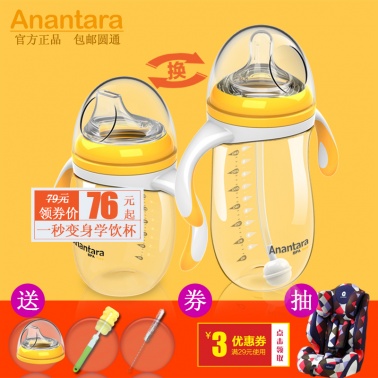 Anantara
官方正品 包邮圆通
换
79元
领券价 76 元起
一秒变身学饮杯
Anantara
Anantara
送
券
抽
¥3 优惠券
满29元使用
点击领取